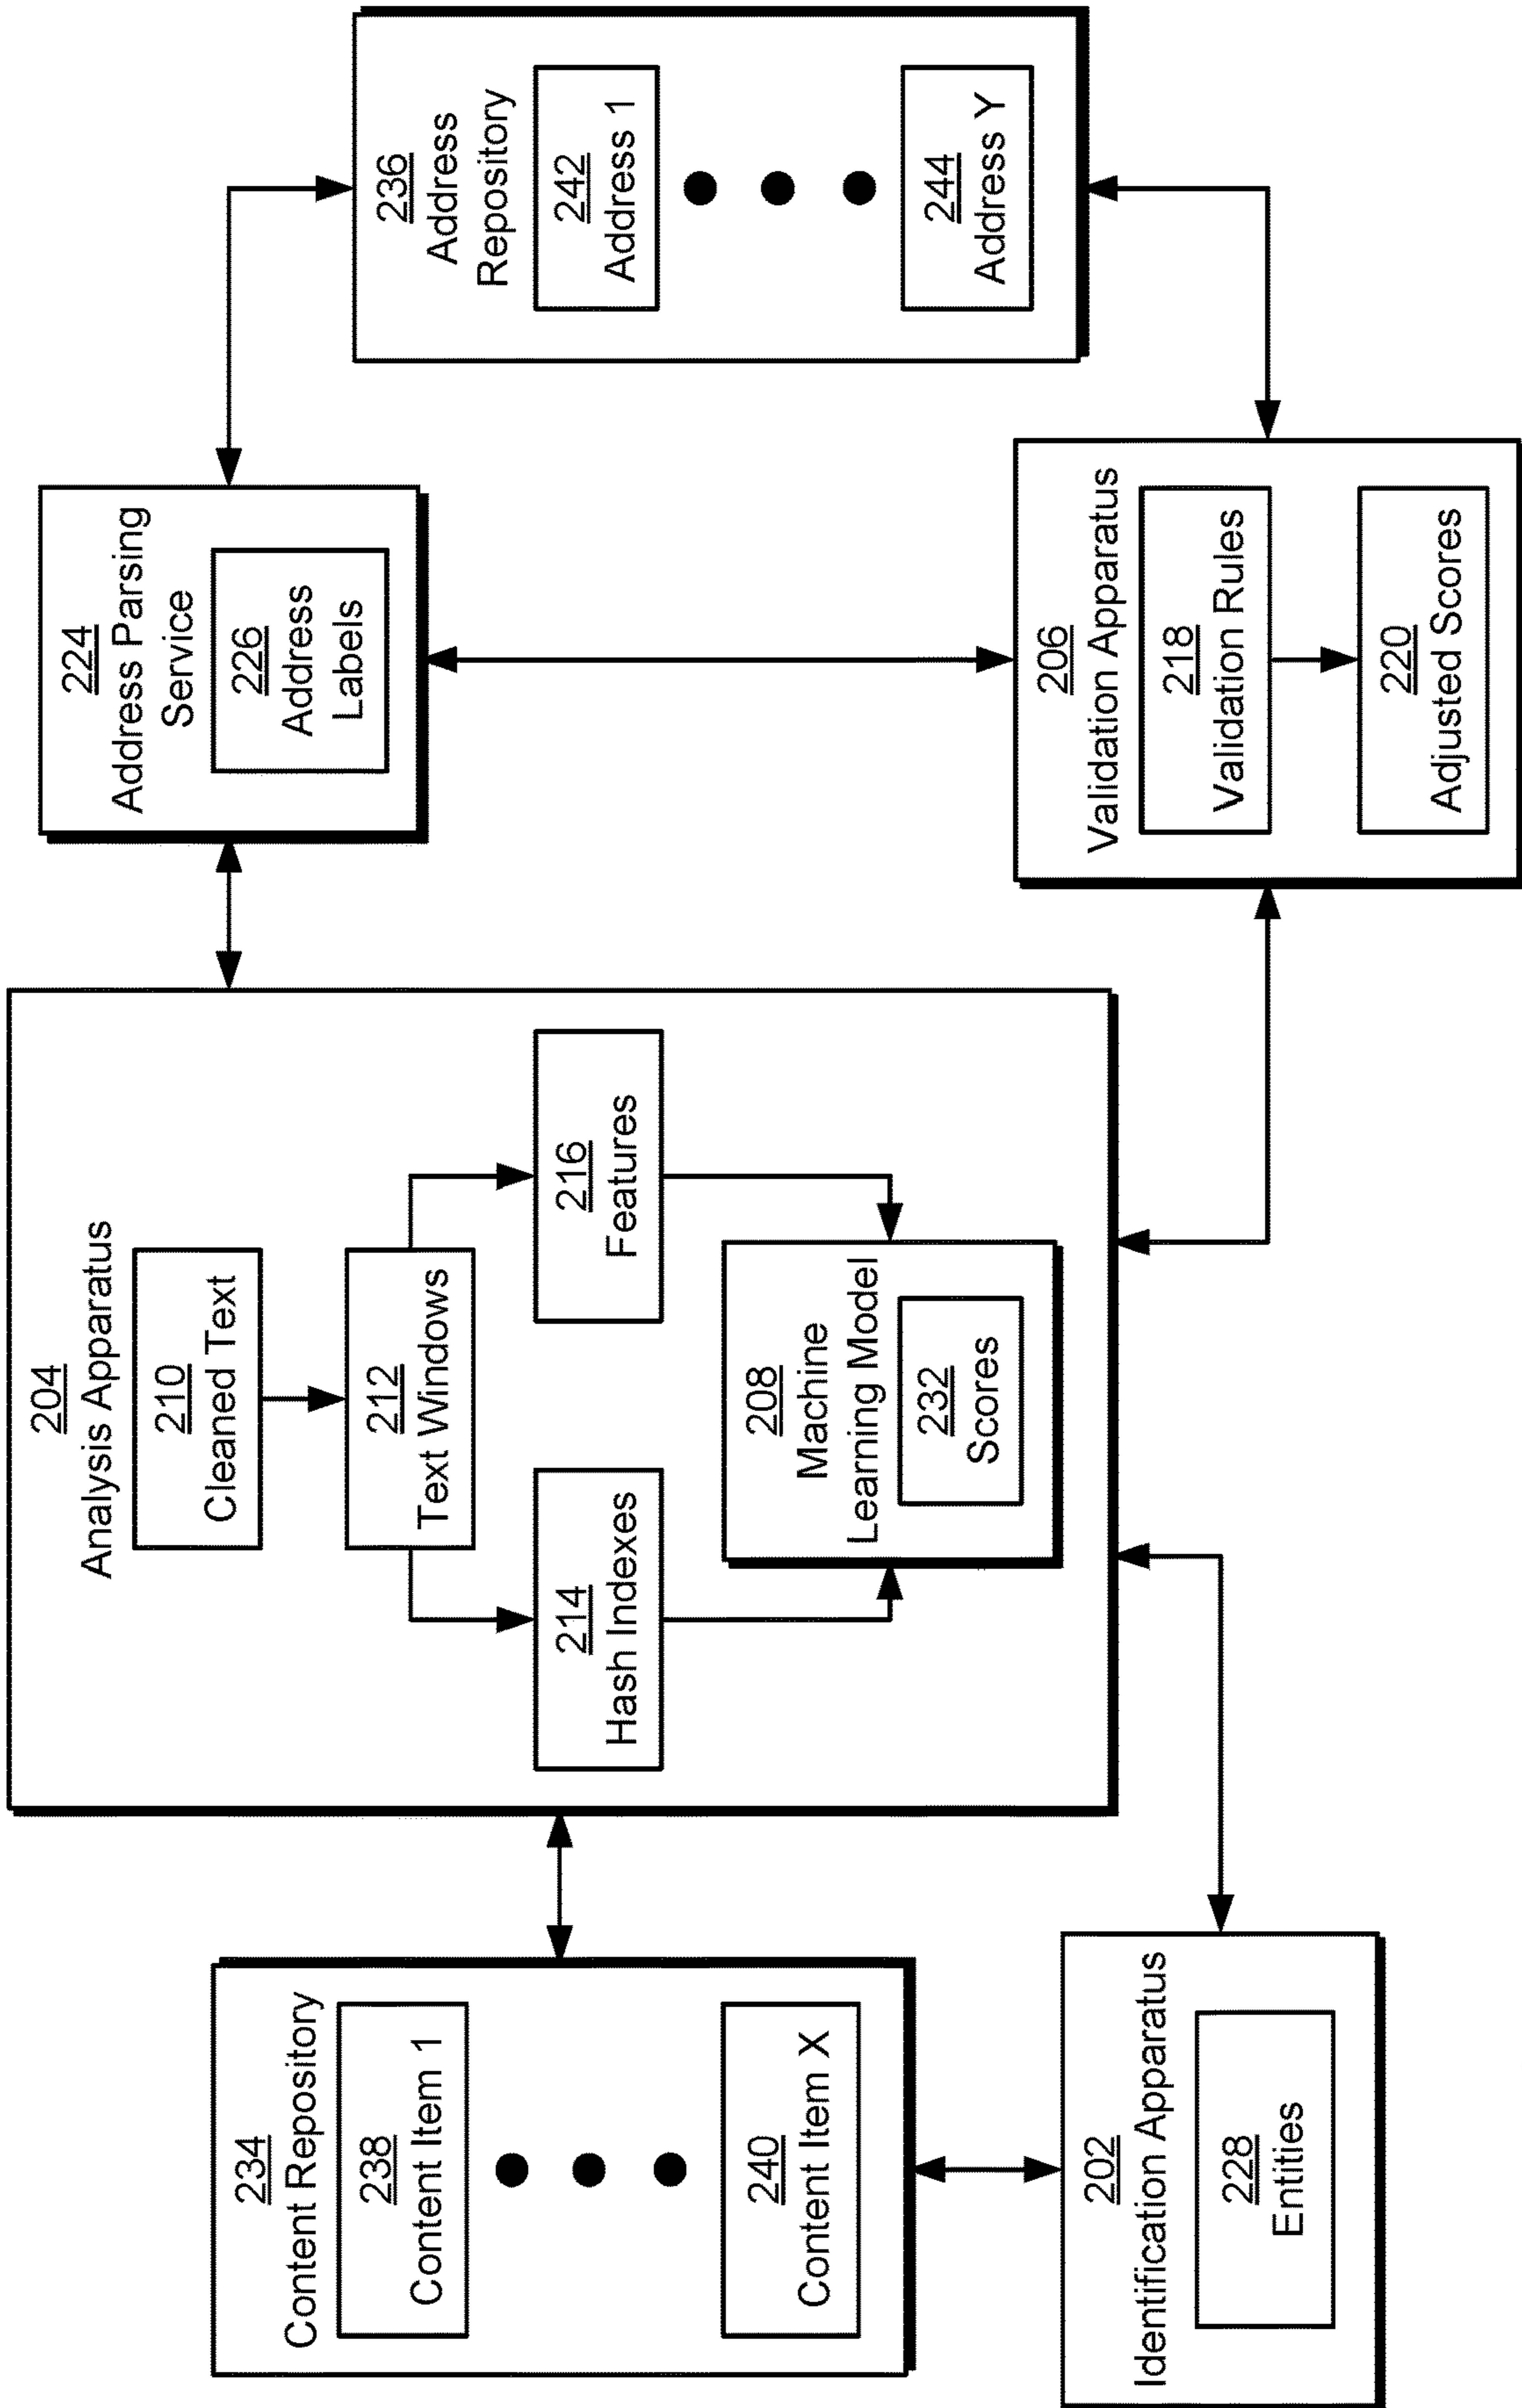 234
Content Repository
238
Content Item 1
240
Content Item X
202
Identification Apparatus
228
Entities
204
Analysis Apparatus
210
Cleaned Text
212
Text Windows
214
Hash Indexes
216
Features
208
Machine
Learning Model
232
Scores
224
Address Parsing
Service
226
Address
Labels
206
Validation Apparatus
218
Validation Rules
220
Adjusted Scores
236
Address
Repository
242
Address 1
244
Address Y